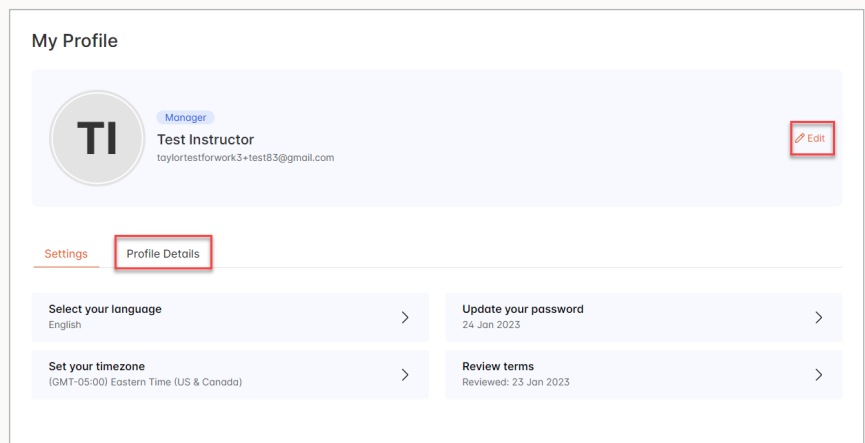 My Profile
TI
Manager
Test Instructor
taylortestforwork3+test83@gmail.com
Edit
Settings
Profile Details
Select your language
English
Update your password
24 Jan 2023
Set your timezone
(GMT-05:00) Eastern Time (US & Canada)
Review terms
Reviewed: 23 Jan 2023